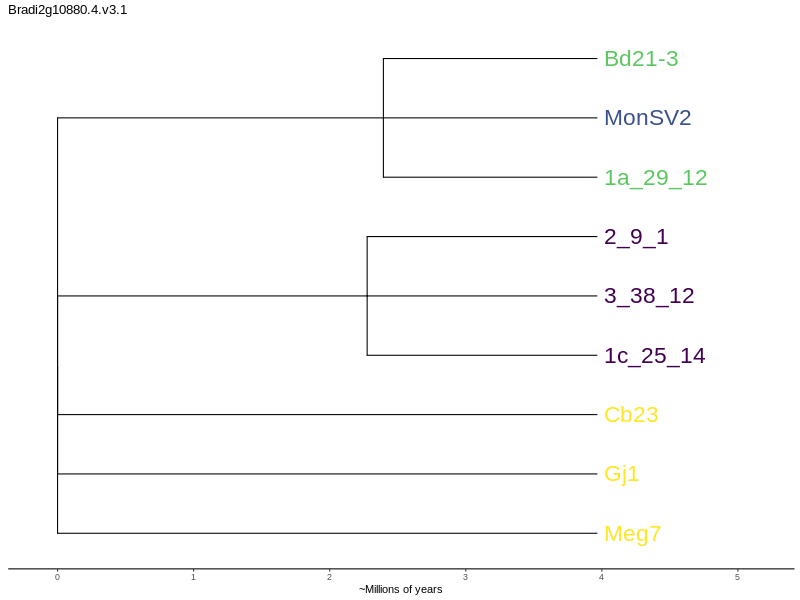 Bradi2g10880.4.v3.1
Bd21-3
MonSV2
1a_29_12
2_9_1
3_38_12
1c_25_14
Cb23
Gj1
Meg7
0 1 2 3 4 5
~Millions of years